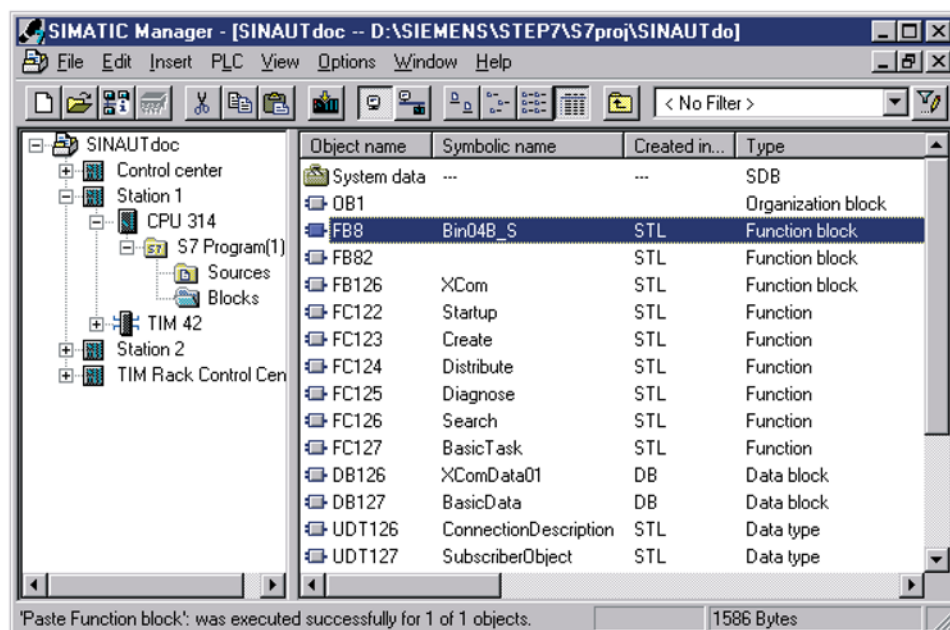 SIMATIC Manager - [SINAUTdoc -- D:\SIEMENS\STEP7\S7proj\SINAUTdo]
File Edit Insert PLC View Options Window Help
< No Filter >
SINAUTdoc
Control center
Station 1
CPU 314
S7 Program(1)
Sources
Blocks
TIM 42
Station 2
TIM Rack Control Cen
Object name Symbolic name Created in... Type
System data --- --- SDB
OB1 Organization block
FB8 Bin04B_S STL Function block
FB82 STL Function block
FB126 XCom STL Function block
FC122 Startup STL Function
FC123 Create STL Function
FC124 Distribute STL Function
FC125 Diagnose STL Function
FC126 Search STL Function
FC127 BasicTask STL Function
DB126 XComData01 DB Data block
DB127 BasicData DB Data block
UDT126 ConnectionDescription STL Data type
UDT127 SubscriberObject STL Data type
'Paste Function block': was executed successfully for 1 of 1 objects. 1586 Bytes